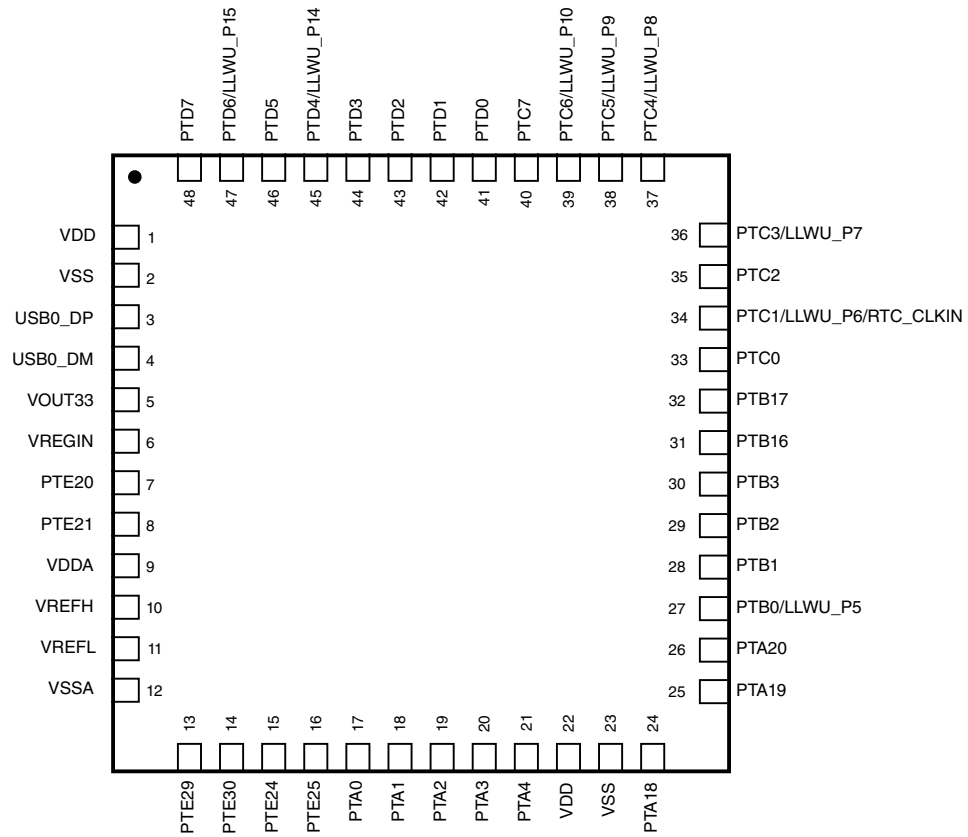 PTD7
PTD6/LLWU_P15
PTD5
PTD4/LLWU_P14
PTD3
PTD2
PTD1
PTD0
PTC7
PTC6/LLWU_P10
PTC5/LLWU_P9
PTC4/LLWU_P8
48
47
46
45
44
43
42
41
40
39
38
37
VDD 1
VSS 2
USB0_DP 3
USB0_DM 4
VOUT33 5
VREGIN 6
PTE20 7
PTE21 8
VDDA 9
VREFH 10
VREFL 11
VSSA 12
36 PTC3/LLWU_P7
35 PTC2
34 PTC1/LLWU_P6/RTC_CLKIN
33 PTC0
32 PTB17
31 PTB16
30 PTB3
29 PTB2
28 PTB1
27 PTB0/LLWU_P5
26 PTA20
25 PTA19
13
14
15
16
17
18
19
20
21
22
23
24
PTE29
PTE30
PTE24
PTE25
PTA0
PTA1
PTA2
PTA3
PTA4
VDD
VSS
PTA18